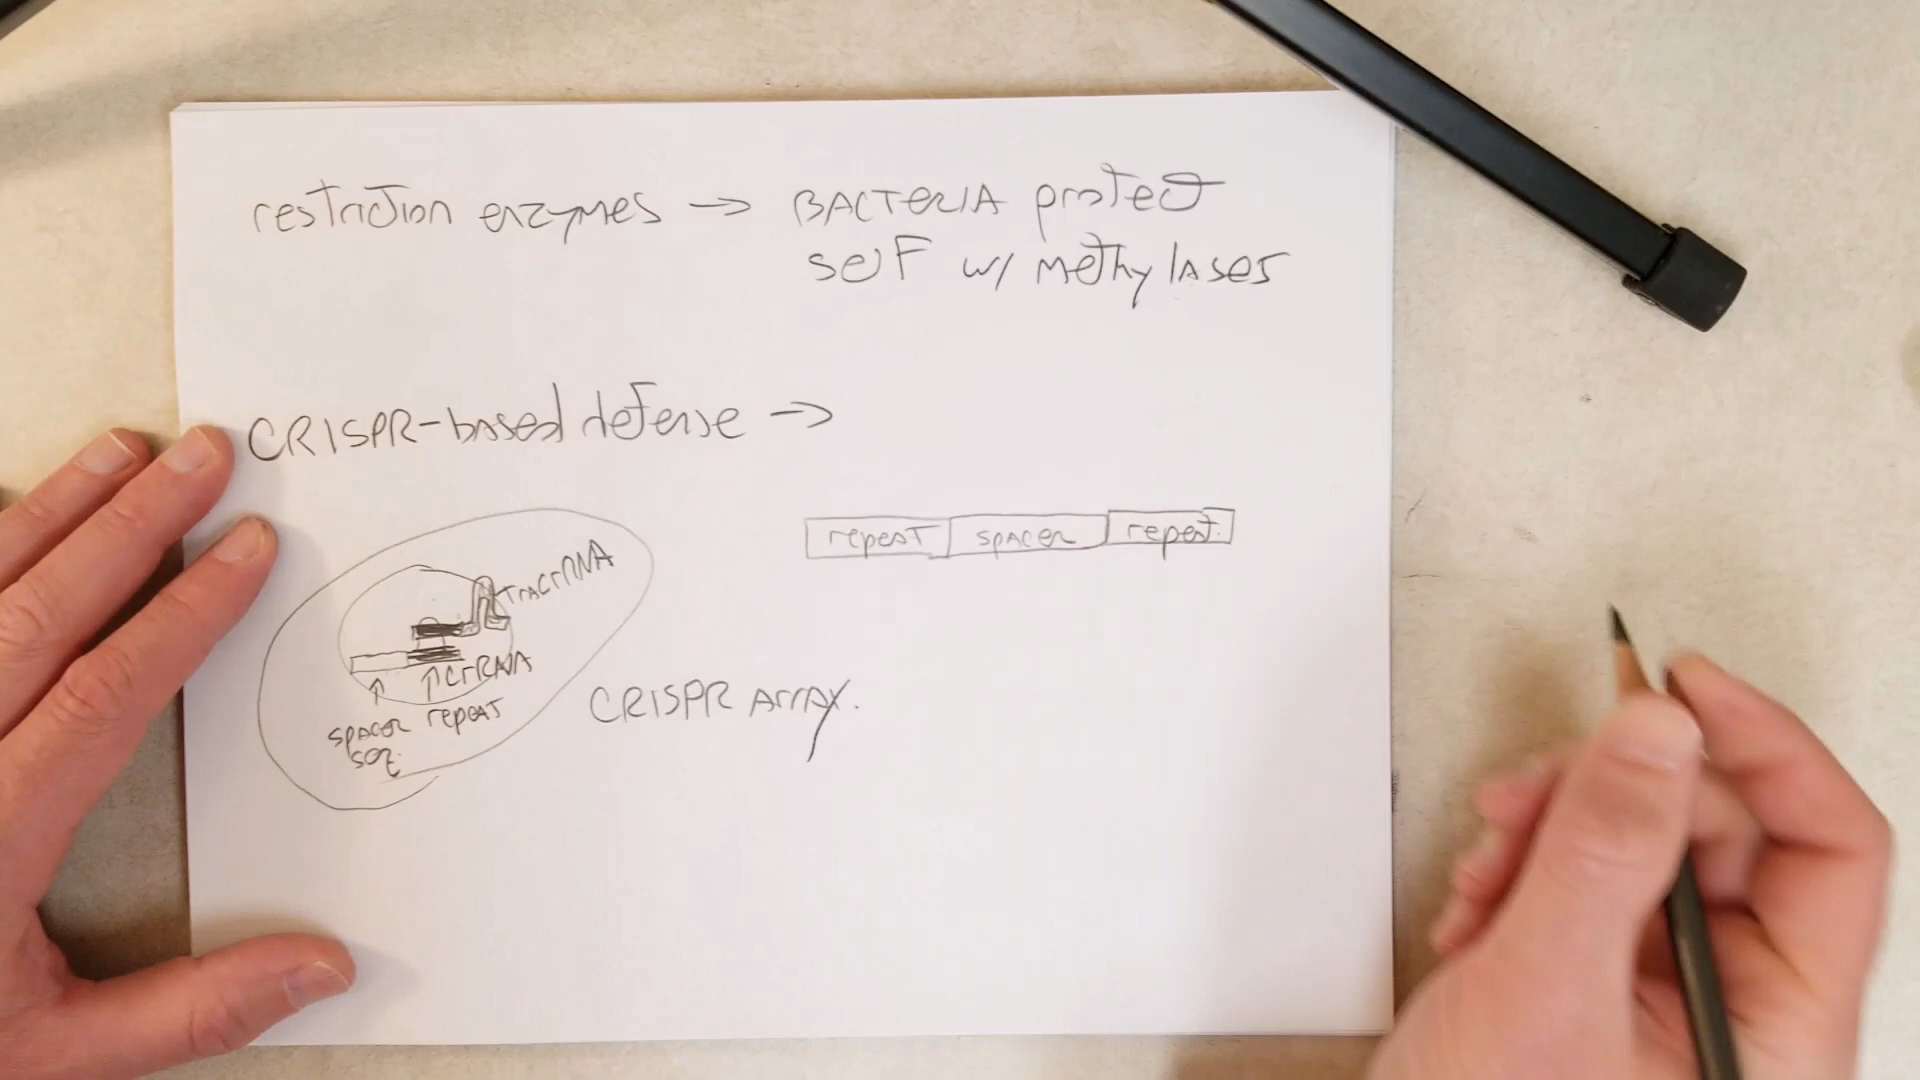 restriction enzymes → BACTERIA protect
self w/ methylases
CRISPR-based defense →
repeat spacer repeat
tracrRNA
crRNA
spacer repeat
seq.
CRISPR Array.